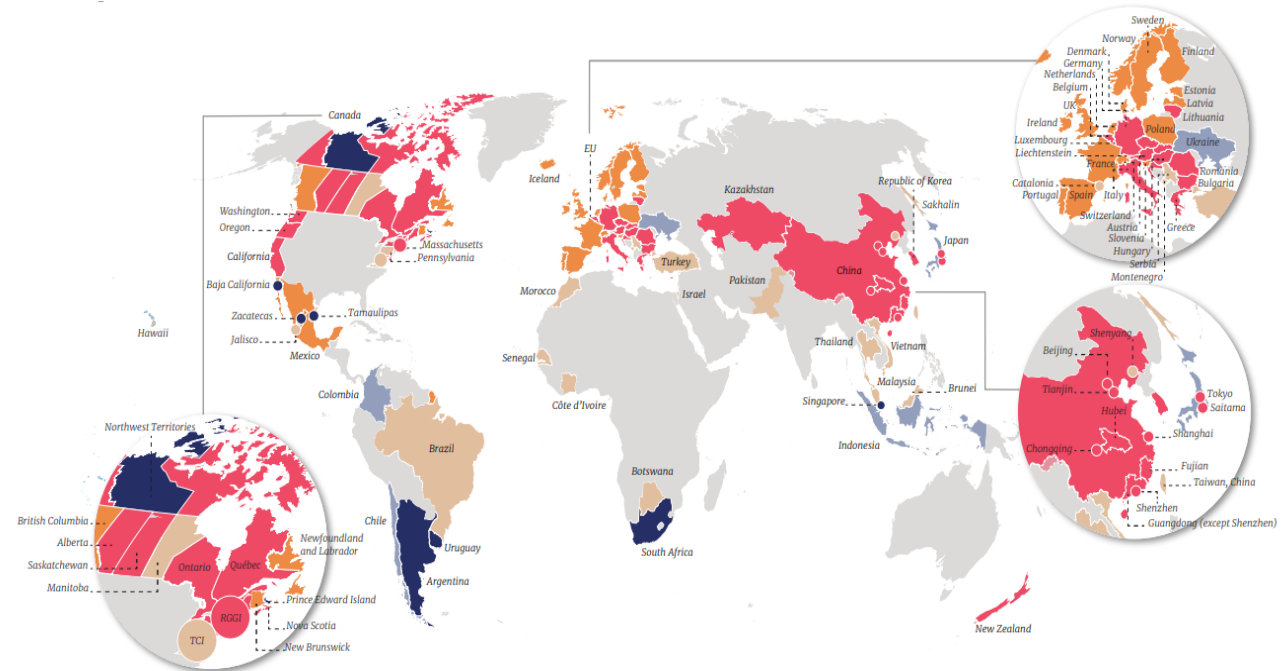 Canada
Washington
Oregon
California
Baja California
Zacatecas
Jalisco
Mexico
Tamaulipas
Massachusetts
Pennsylvania
Hawaii
Colombia
Brazil
Chile
Uruguay
Argentina
Iceland
EU
Morocco
Senegal
Côte d'Ivoire
Turkey
Israel
Pakistan
Kazakhstan
China
Republic of Korea
Sakhalin
Japan
Thailand
Vietnam
Malaysia
Brunei
Singapore
Indonesia
Botswana
South Africa
New Zealand
Northwest Territories
British Columbia
Alberta
Saskatchewan
Manitoba
Ontario
Québec
Newfoundland
and Labrador
Prince Edward Island
Nova Scotia
New Brunswick
RGGI
TCI
Sweden
Norway
Denmark
Germany
Netherlands
Belgium
UK
Ireland
Luxembourg
Liechtenstein
France
Catalonia
Portugal
Spain
Italy
Switzerland
Austria
Slovenia
Hungary
Serbia
Montenegro
Greece
Bulgaria
Romania
Ukraine
Poland
Lithuania
Latvia
Estonia
Finland
Shenyang
Beijing
Tianjin
Hubei
Chongqing
Tokyo
Saitama
Shanghai
Fujian
Taiwan, China
Shenzhen
Guangdong (except Shenzhen)